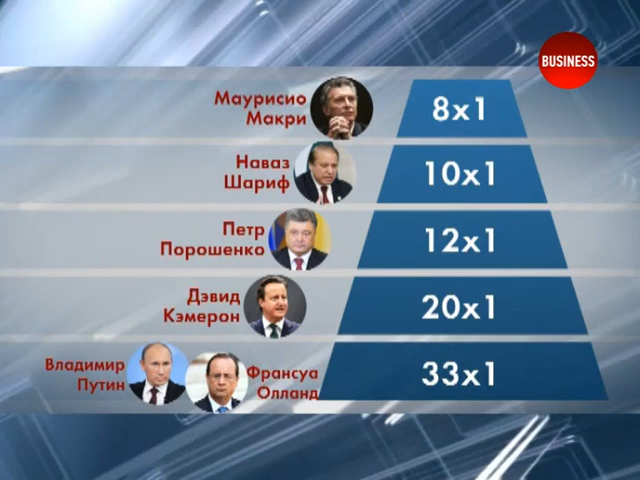 BUSINESS
Маурисио
Макри
8x1
Наваз
Шариф
10x1
Петр
Порошенко
12x1
Дэвид
Кэмерон
20x1
Владимир
Путин
Франсуа
Олланд
33x1